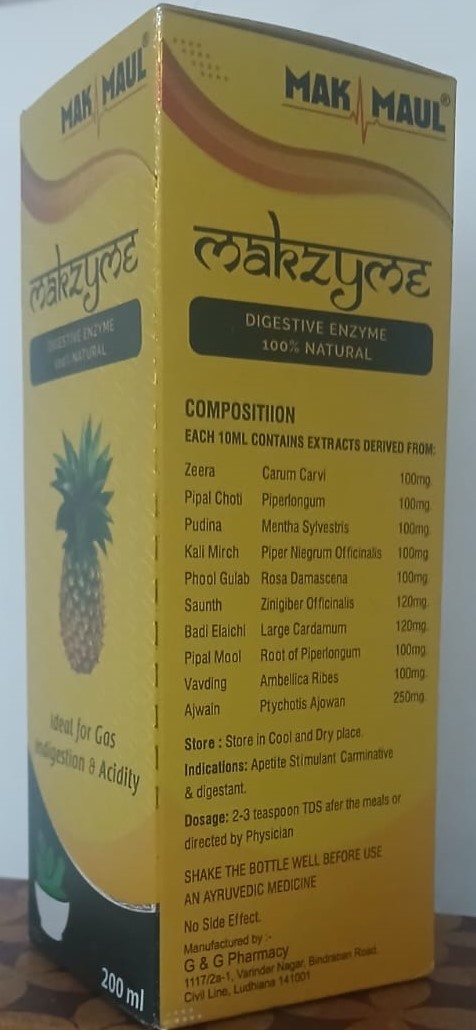 MAK MAUL®
makzyme
DIGESTIVE ENZYME
100% NATURAL
Ideal for Gas
Indigestion & Acidity
200 ml
MAK MAUL®
makzyme
DIGESTIVE ENZYME
100% NATURAL
COMPOSITIION
EACH 10ML CONTAINS EXTRACTS DERIVED FROM:
Zeera Carum Carvi 100mg.
Pipal Choti Piperlongum 100mg.
Pudina Mentha Sylvestris 100mg.
Kali Mirch Piper Niegrum Officinalis 100mg.
Phool Gulab Rosa Damascena 100mg.
Saunth Zinigiber Officinalis 120mg.
Badi Elaichi Large Cardamum 120mg.
Pipal Mool Root of Piperlongum 100mg.
Vavding Ambellica Ribes 100mg.
Ajwain Ptychotis Ajowan 250mg.
Store : Store in Cool and Dry place.
Indications: Apetite Stimulant Carminative
& digestant.
Dosage: 2-3 teaspoon TDS afer the meals or
directed by Physician
SHAKE THE BOTTLE WELL BEFORE USE
AN AYRUVEDIC MEDICINE
No Side Effect.
Manufactured by :-
G & G Pharmacy
1117/2a-1, Varinder Nagar, Bindraban Road,
Civil Line, Ludhiana 141001